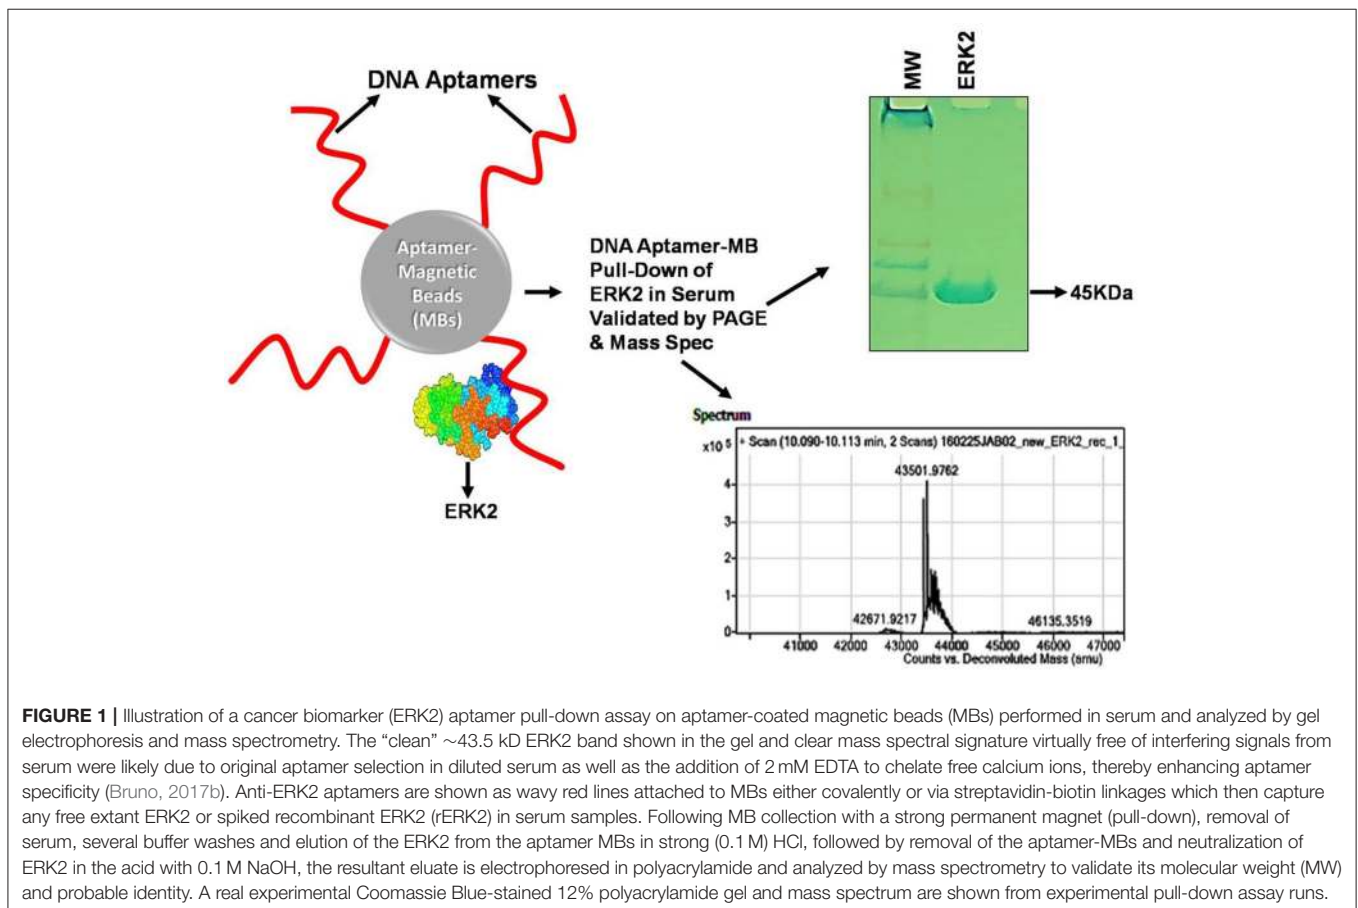 DNA Aptamers
Aptamer-
Magnetic
Beads
(MBs)
ERK2
DNA Aptamer-MB
Pull-Down of
ERK2 in Serum
Validated by PAGE
& Mass Spec
MW
ERK2
45KDa
Spectrum
x10 5
+ Scan (10.090-10.113 min, 2 Scans) 160225JAB02_new_ERK2_rec_1_
43501.9762
4
3
2
1
0
42671.9217
46135.3519
41000 42000 43000 44000 45000 46000 47000
Counts vs. Deconvoluted Mass (amu)
FIGURE 1 | Illustration of a cancer biomarker (ERK2) aptamer pull-down assay on aptamer-coated magnetic beads (MBs) performed in serum and analyzed by gel
electrophoresis and mass spectrometry. The “clean” ∼43.5 kD ERK2 band shown in the gel and clear mass spectral signature virtually free of interfering signals from
serum were likely due to original aptamer selection in diluted serum as well as the addition of 2 mM EDTA to chelate free calcium ions, thereby enhancing aptamer
specificity (Bruno, 2017b). Anti-ERK2 aptamers are shown as wavy red lines attached to MBs either covalently or via streptavidin-biotin linkages which then capture
any free extant ERK2 or spiked recombinant ERK2 (rERK2) in serum samples. Following MB collection with a strong permanent magnet (pull-down), removal of
serum, several buffer washes and elution of the ERK2 from the aptamer MBs in strong (0.1 M) HCl, followed by removal of the aptamer-MBs and neutralization of
ERK2 in the acid with 0.1 M NaOH, the resultant eluate is electrophoresed in polyacrylamide and analyzed by mass spectrometry to validate its molecular weight (MW)
and probable identity. A real experimental Coomassie Blue-stained 12% polyacrylamide gel and mass spectrum are shown from experimental pull-down assay runs.